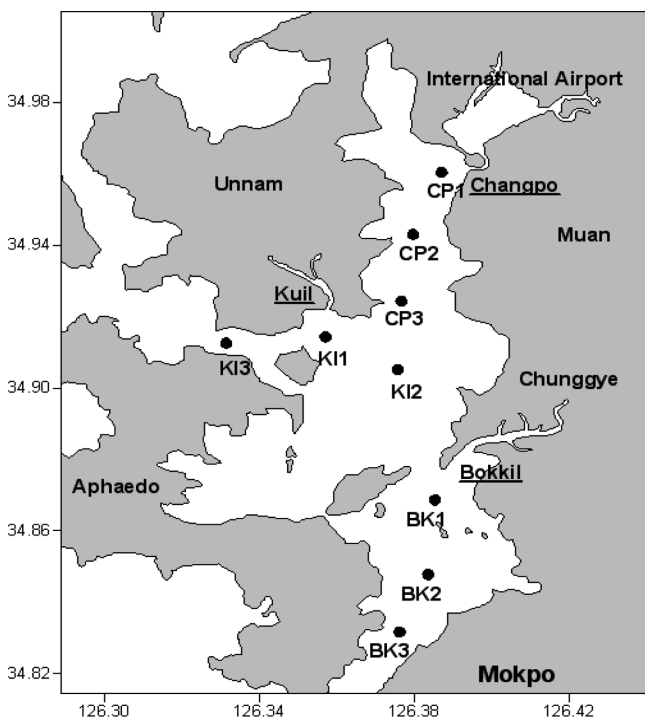 International Airport
34.98
Unnam
CP1
Changpo
34.94
CP2
Muan
Kuil
CP3
KI1
KI3
KI2
34.90
Chunggye
Bokkil
Aphaedo
BK1
34.86
BK2
BK3
34.82
Mokpo
126.30
126.34
126.38
126.42